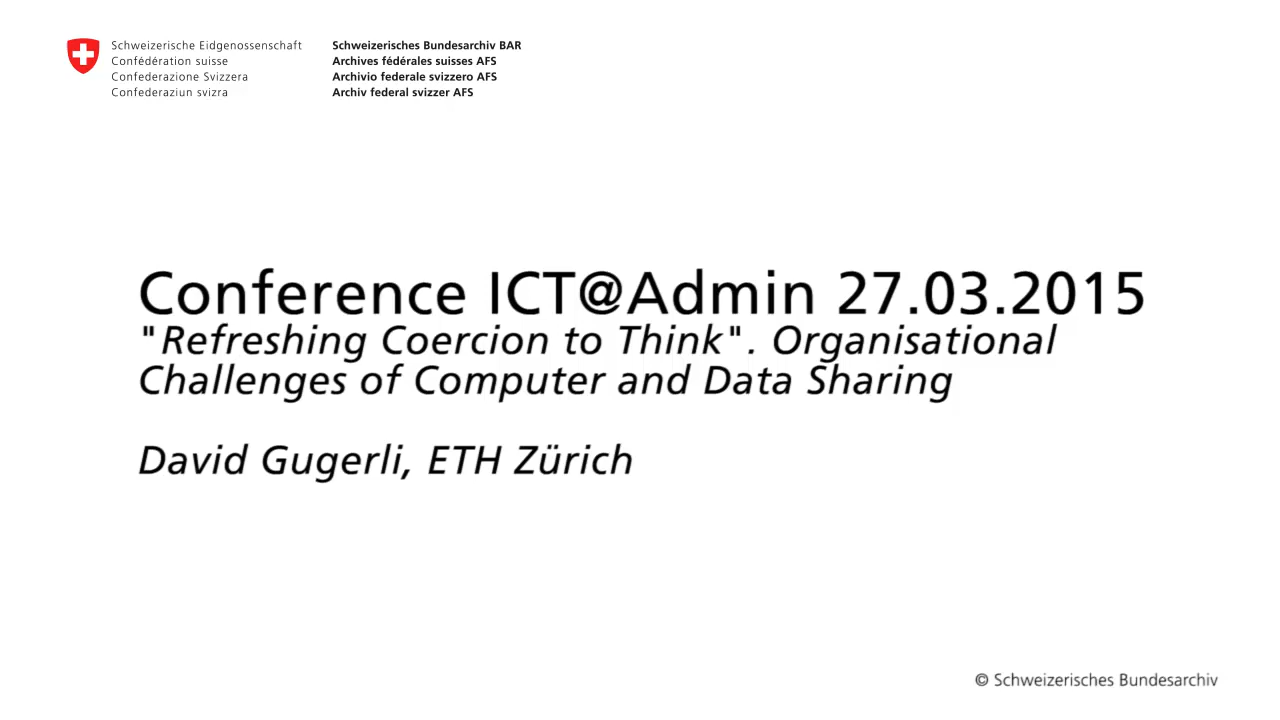 Schweizerische Eidgenossenschaft
Confédération suisse
Confederazione Svizzera
Confederaziun svizra
Schweizerisches Bundesarchiv BAR
Archives fédérales suisses AFS
Archivio federale svizzero AFS
Archiv federal svizzer AFS
Conference ICT@Admin 27.03.2015
"Refreshing Coercion to Think". Organisational
Challenges of Computer and Data Sharing
David Gugerli, ETH Zürich
© Schweizerisches Bundesarchiv